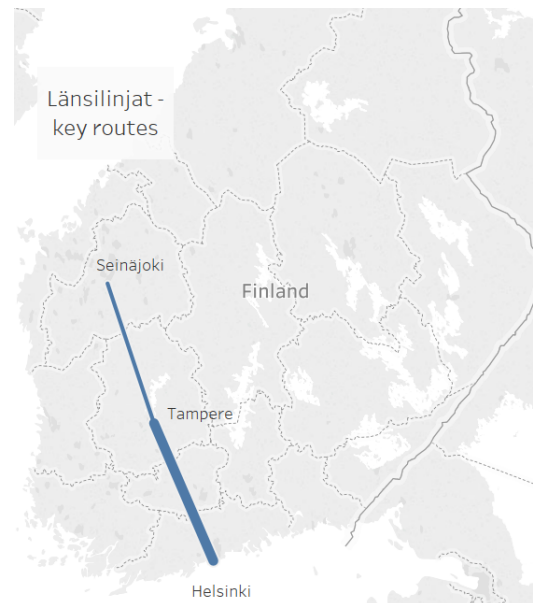 Länsilinjat -
key routes
Seinäjoki
Finland
Tampere
Helsinki